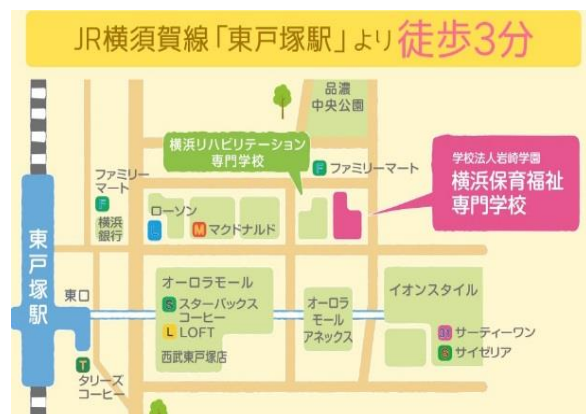 JR横須賀線「東戸塚駅」より徒歩3分
品濃
中央公園
横浜リハビリテーション
専門学校
F ファミリーマート
学校法人岩崎学園
横浜保育福祉
専門学校
ファミリー
マート
F
横浜
銀行
ローソン
M マクドナルド
東戸塚駅
東口
オーロラモール
S スターバックス
コーヒー
L LOFT
西武東戸塚店
オーロラ
モール
アネックス
イオンスタイル
31 サーティーワン
S サイゼリア
T
タリーズ
コーヒー